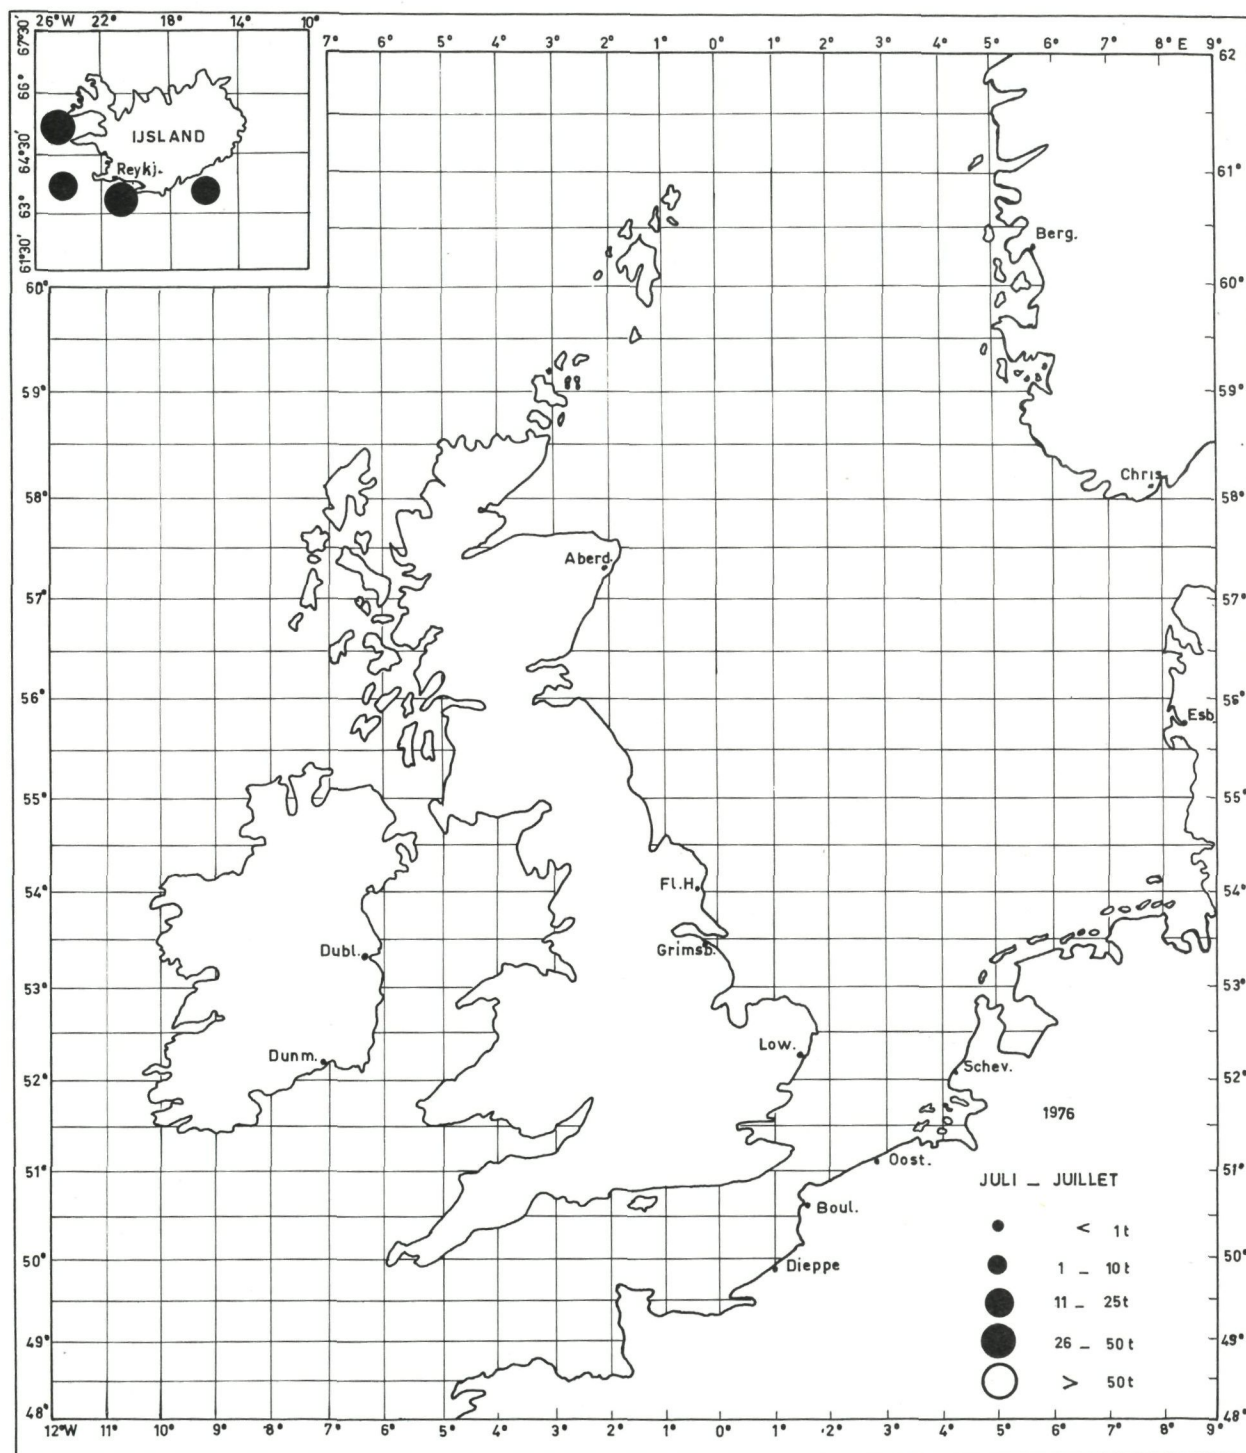 26°W 22° 18° 14° 10°
67°30'
66°
64°30'
63°
61°30'
IJSLAND
Reykj.
7° 6° 5° 4° 3° 2° 1° 0° 1° 2° 3° 4° 5° 6° 7° 8° E 9°
62
61°
60°
60°
59°
59°
58°
58°
57°
57°
56°
56°
55°
55°
54°
54°
53°
53°
52°
52°
51°
51°
50°
50°
49°
49°
48°
48°
Berg.
Chris
Aberd.
Esb
Fl.H.
Grimsb.
Dubl.
Dunm.
Low.
Schev.
1976
Oost.
Boul.
Dieppe
JULI _ JUILLET
< 1t
1 _ 10t
11 _ 25t
26 _ 50t
> 50t
12°W 11° 10° 9° 8° 7° 6° 5° 4° 3° 2° 1° 0° 1° 2° 3° 4° 5° 6° 7° 8° 9°